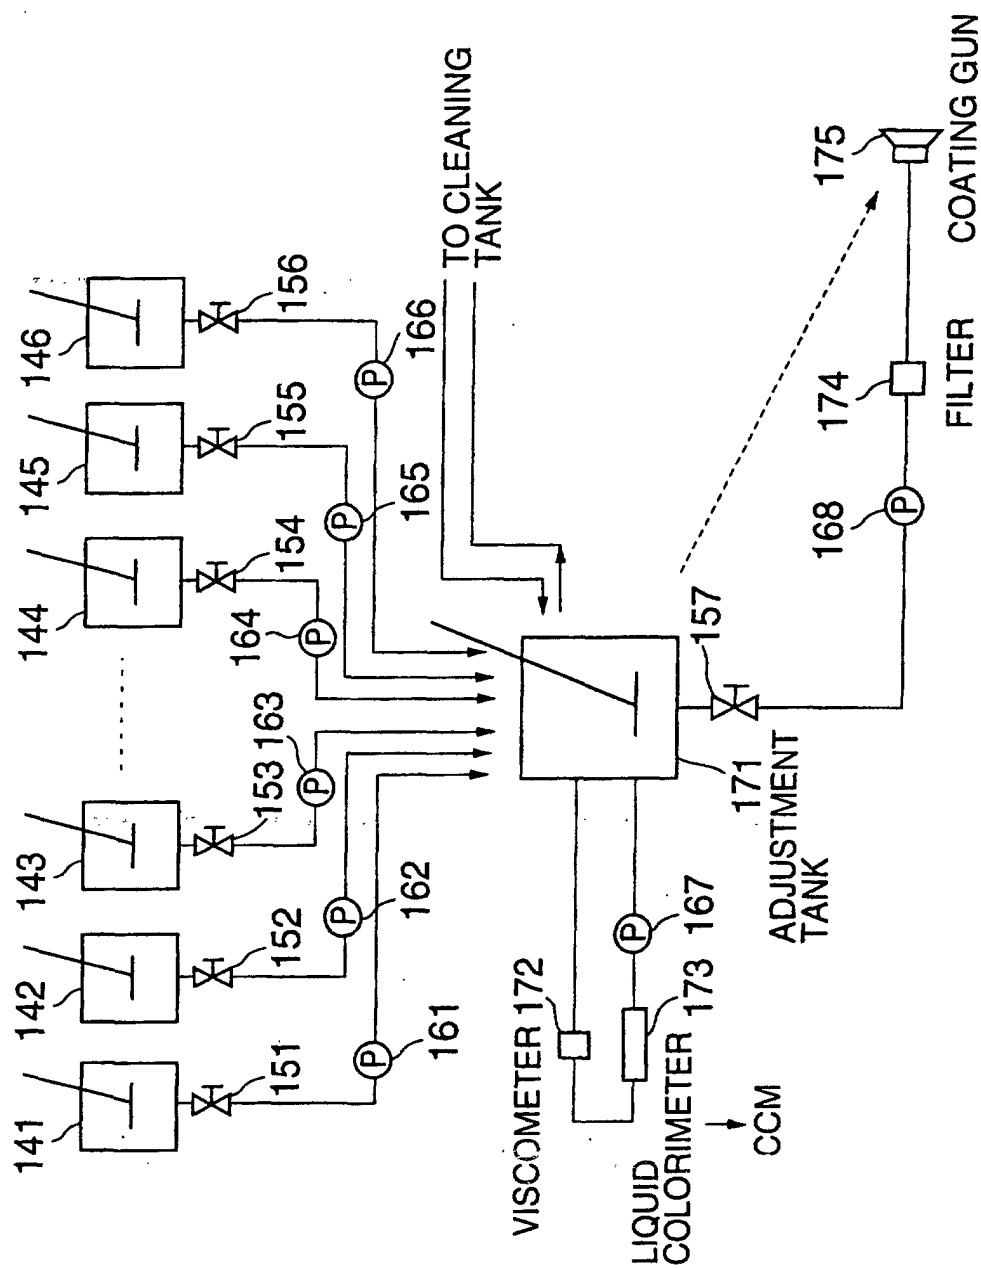 141
142
143
144
145
146
151
152
153
154
155
156
P
161
P
162
P
163
P
164
P
165
P
166
TO CLEANING
TANK
VISCOMETER 172
LIQUID
COLORIMETER
173
P
167
CCM
171
ADJUSTMENT
TANK
157
P
168
174
FILTER
175
COATING GUN